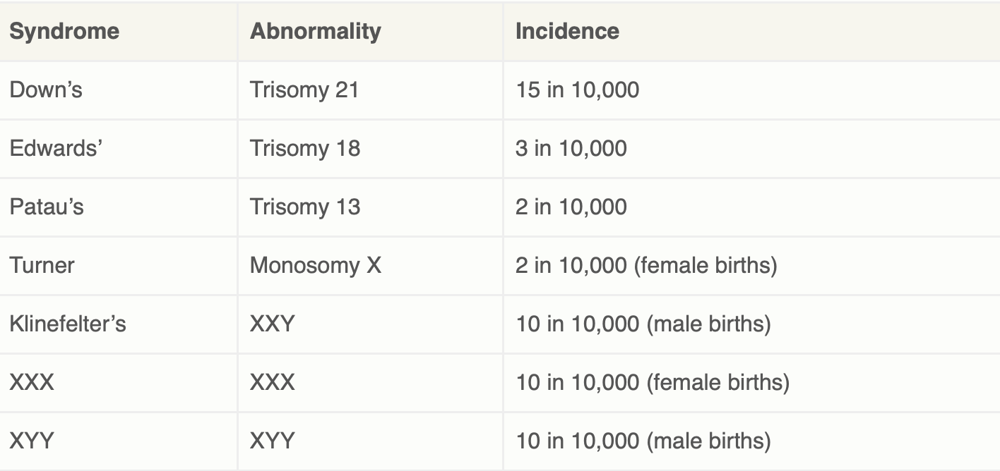 Syndrome Abnormality Incidence
Down’s Trisomy 21 15 in 10,000
Edwards’ Trisomy 18 3 in 10,000
Patau’s Trisomy 13 2 in 10,000
Turner Monosomy X 2 in 10,000 (female births)
Klinefelter’s XXY 10 in 10,000 (male births)
XXX XXX 10 in 10,000 (female births)
XYY XYY 10 in 10,000 (male births)